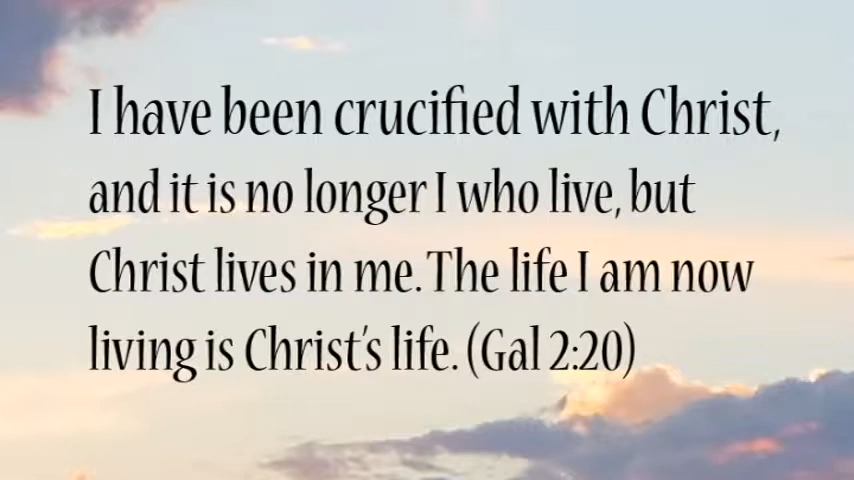 I have been crucified with Christ,
and it is no longer I who live, but
Christ lives in me. The life I am now
living is Christ's life. (Gal 2:20)